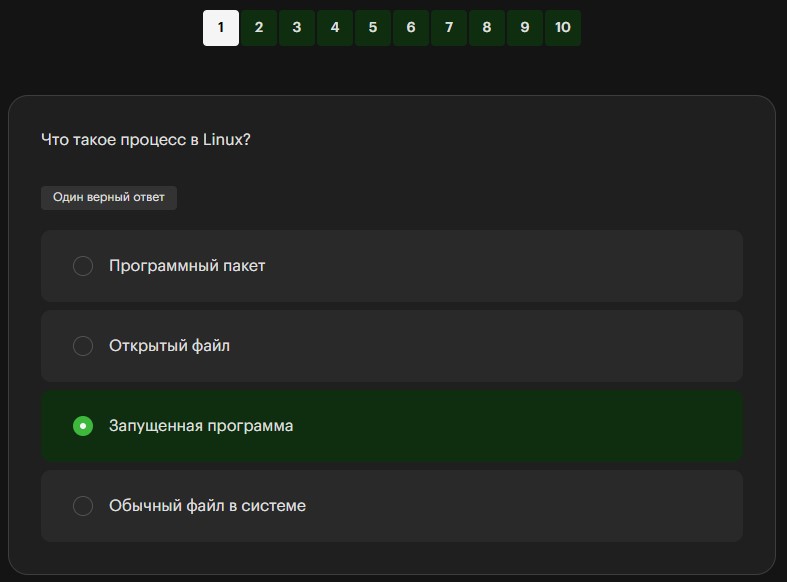 1 2 3 4 5 6 7 8 9 10
Что такое процесс в Linux?
Один верный ответ
Программный пакет
Открытый файл
Запущенная программа
Обычный файл в системе